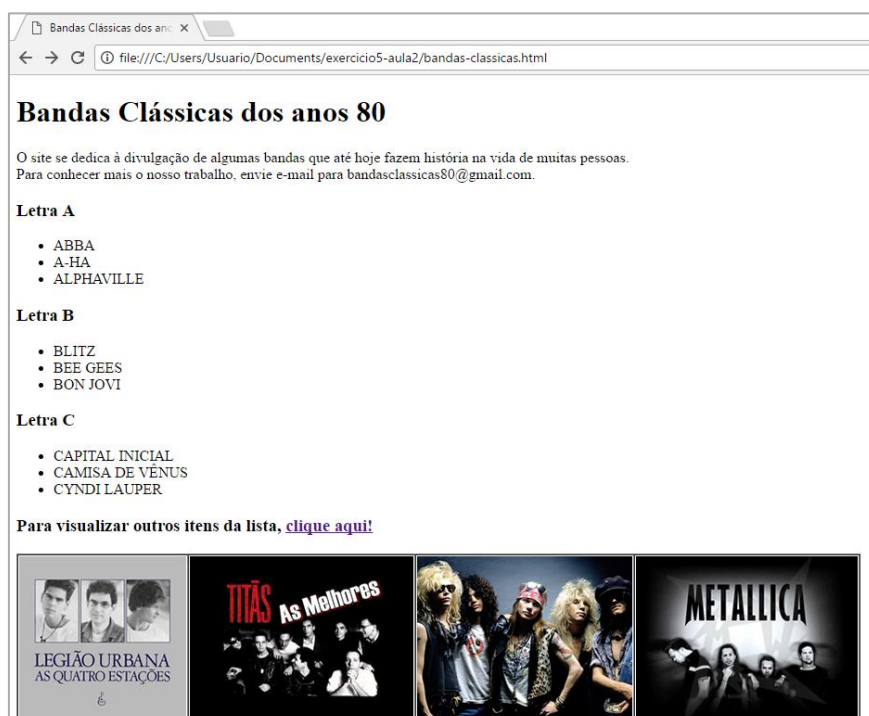 Bandas Clássicas dos an
file:///C:/Users/Usuario/Documents/exercicio5-aula2/bandas-classicas.html
Bandas Clássicas dos anos 80
O site se dedica à divulgação de algumas bandas que até hoje fazem história na vida de muitas pessoas.
Para conhecer mais o nosso trabalho, envie e-mail para bandasclassicas80@gmail.com.
Letra A
• ABBA
• A-HA
• ALPHAVILLE
Letra B
• BLITZ
• BEE GEES
• BON JOVI
Letra C
• CAPITAL INICIAL
• CAMISA DE VÊNUS
• CYNDI LAUPER
Para visualizar outros itens da lista, clique aqui!
LEGIÃO URBANA
AS QUATRO ESTAÇÕES
TITÃS As Melhores
METALLICA